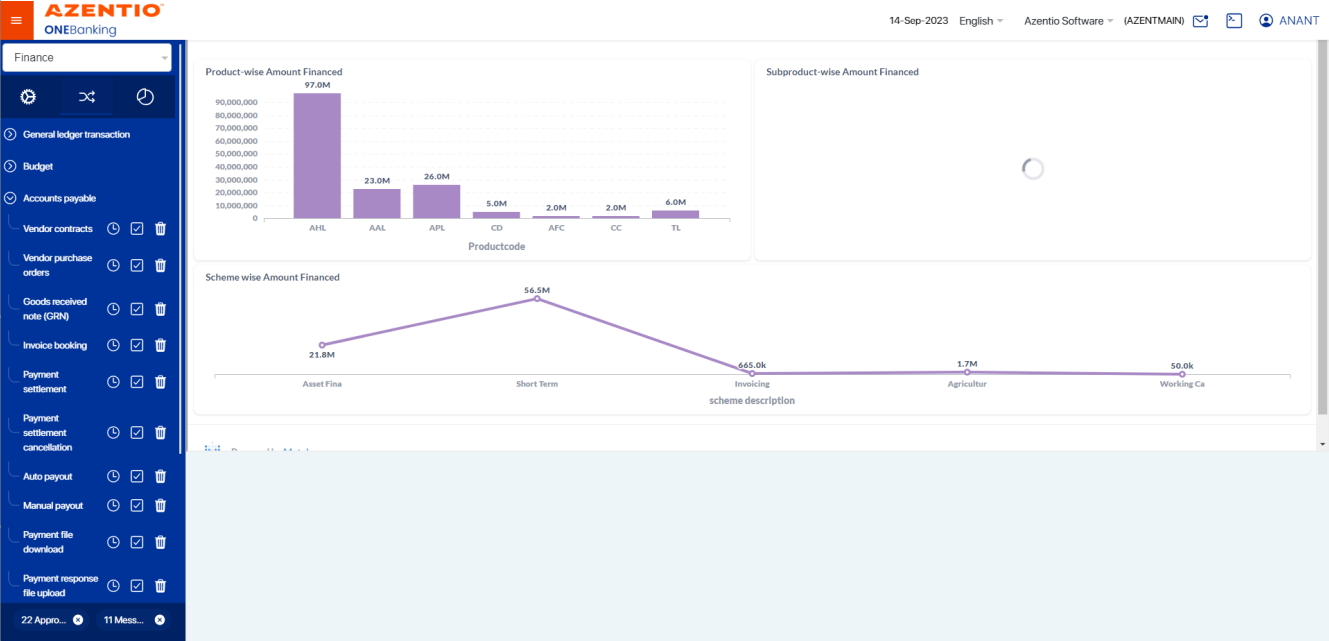 AZENTIO
ONEBanking
14-Sep-2023 English Azentio Software (AZENTMAIN) ANANT
Finance
General ledger transaction
Budget
Accounts payable
Vendor contracts
Vendor purchase
orders
Goods received
note (GRN)
Invoice booking
Payment
settlement
Payment
settlement
cancellation
Auto payout
Manual payout
Payment file
download
Payment response
file upload
22 Appro... 11 Mess...
Product-wise Amount Financed
97.0M
90,000,000
80,000,000
70,000,000
60,000,000
50,000,000
40,000,000
30,000,000
20,000,000
10,000,000
0
23.0M
26.0M
5.0M
2.0M
2.0M
6.0M
AHL AAL APL CD AFC CC TL
Productcode
Subproduct-wise Amount Financed
Scheme wise Amount Financed
56.5M
21.8M
665.0k
1.7M
50.0k
Asset Fina Short Term Invoicing Agricultur Working Ca
scheme description